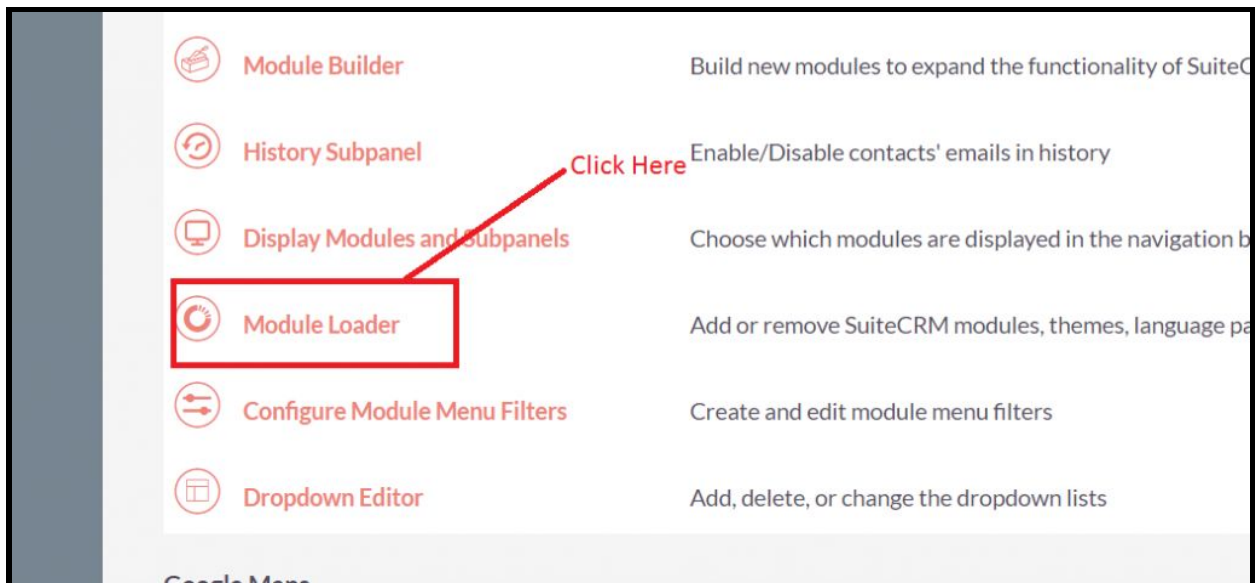 Module Builder
Build new modules to expand the functionality of SuiteC
History Subpanel
Click Here
Enable/Disable contacts' emails in history
Display Modules and Subpanels
Choose which modules are displayed in the navigation b
Module Loader
Add or remove SuiteCRM modules, themes, language pa
Configure Module Menu Filters
Create and edit module menu filters
Dropdown Editor
Add, delete, or change the dropdown lists
Google Maps